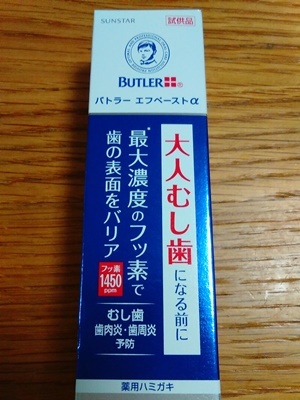 SUNSTAR
試供品
BUTLER
バトラー エフペーストα
大人むし歯になる前に
*最大濃度のフッ素で
歯の表面をバリア
フッ素
1450
ppm
むし歯
歯肉炎・歯周炎
予防
薬用ハミガキ